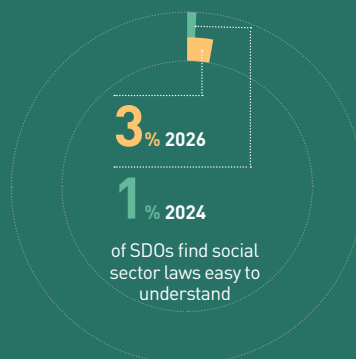 3% 2026
1% 2024
of SDOs find social
sector laws easy to
understand